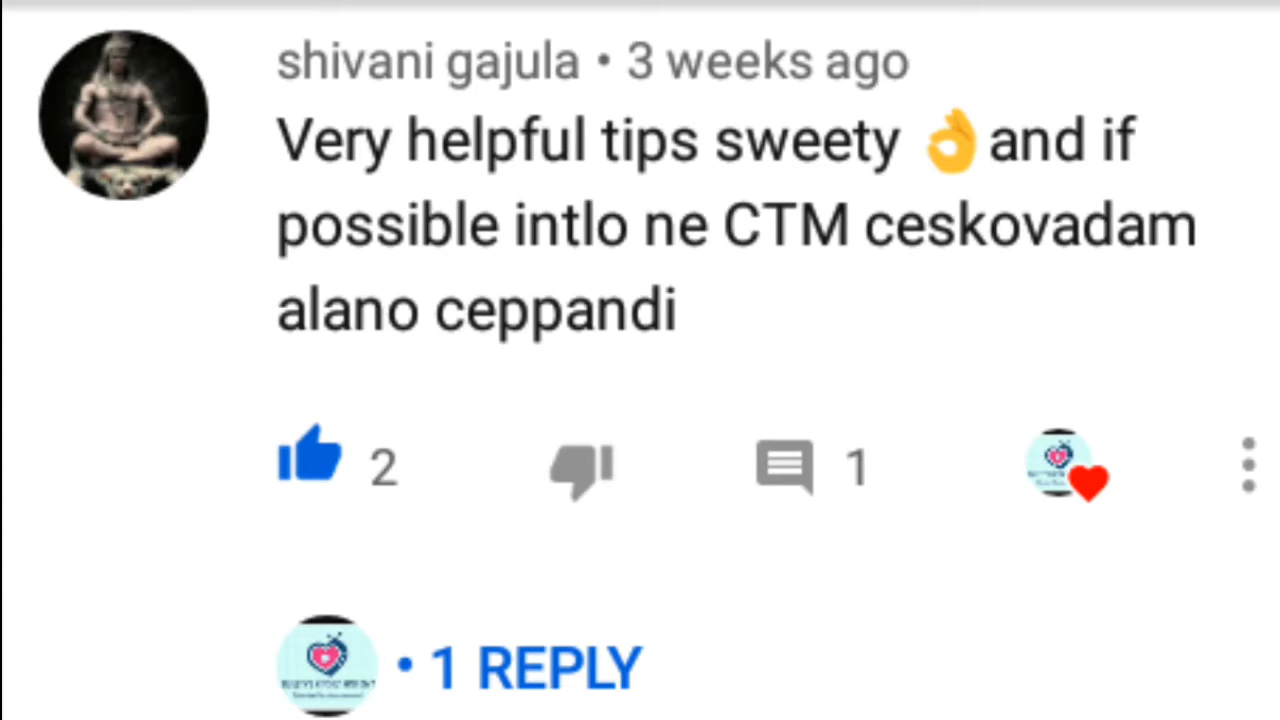 shivani gajula • 3 weeks ago
Very helpful tips sweety 👌and if
possible intlo ne CTM ceskovadam
alano ceppandi
2
1
• 1 REPLY